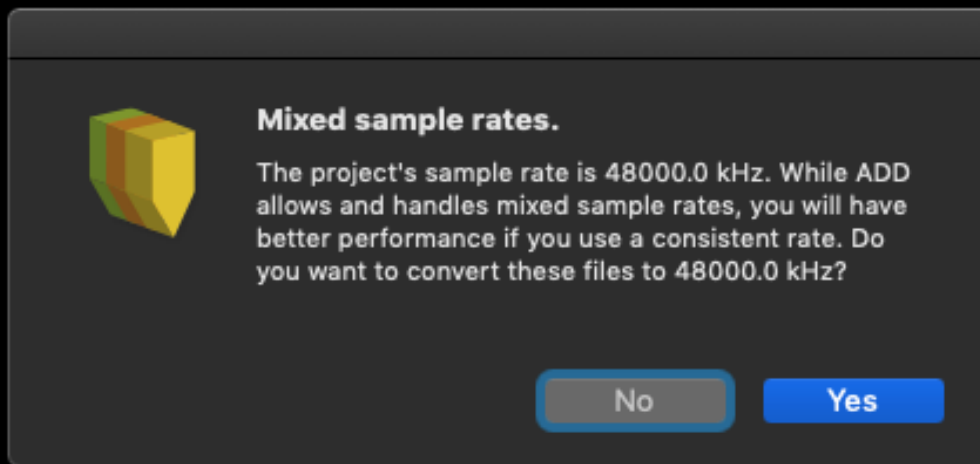 Mixed sample rates.
The project's sample rate is 48000.0 kHz. While ADD
allows and handles mixed sample rates, you will have
better performance if you use a consistent rate. Do
you want to convert these files to 48000.0 kHz?
No
Yes